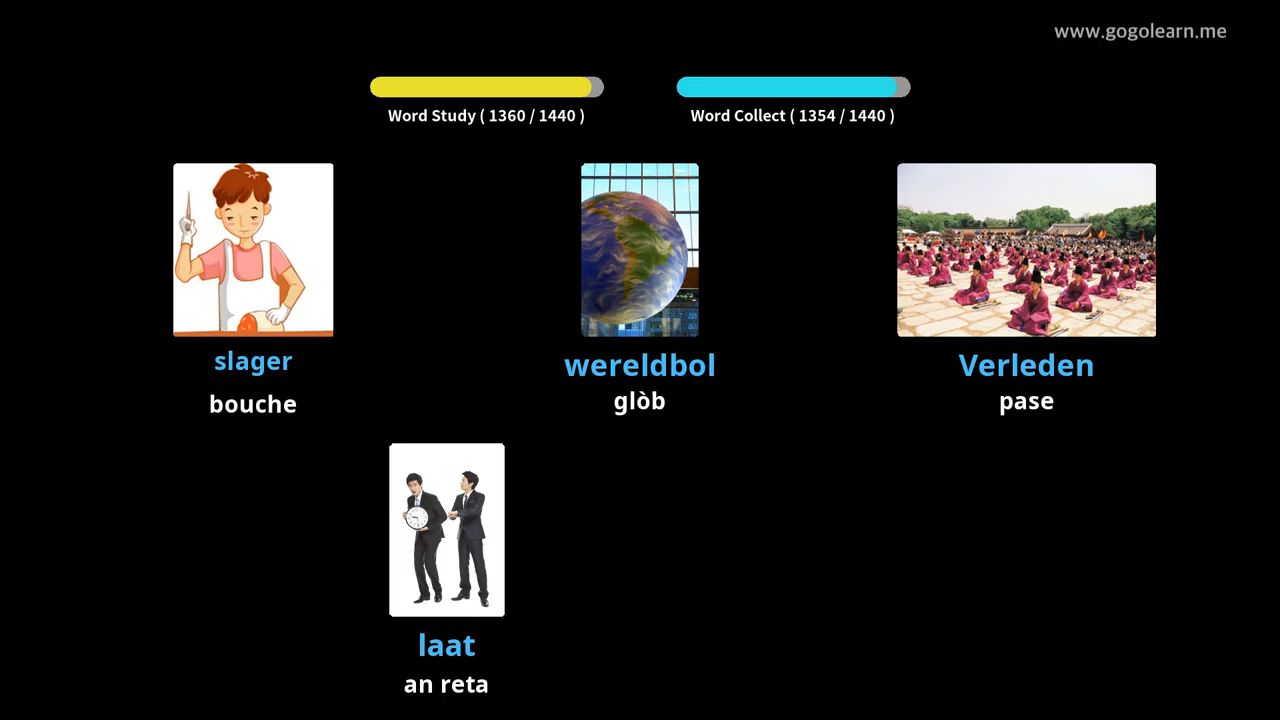 www.gogolearn.me
Word Study ( 1360 / 1440 )
Word Collect ( 1354 / 1440 )
slager
bouche
wereldbol
glòb
Verleden
pase
laat
an reta